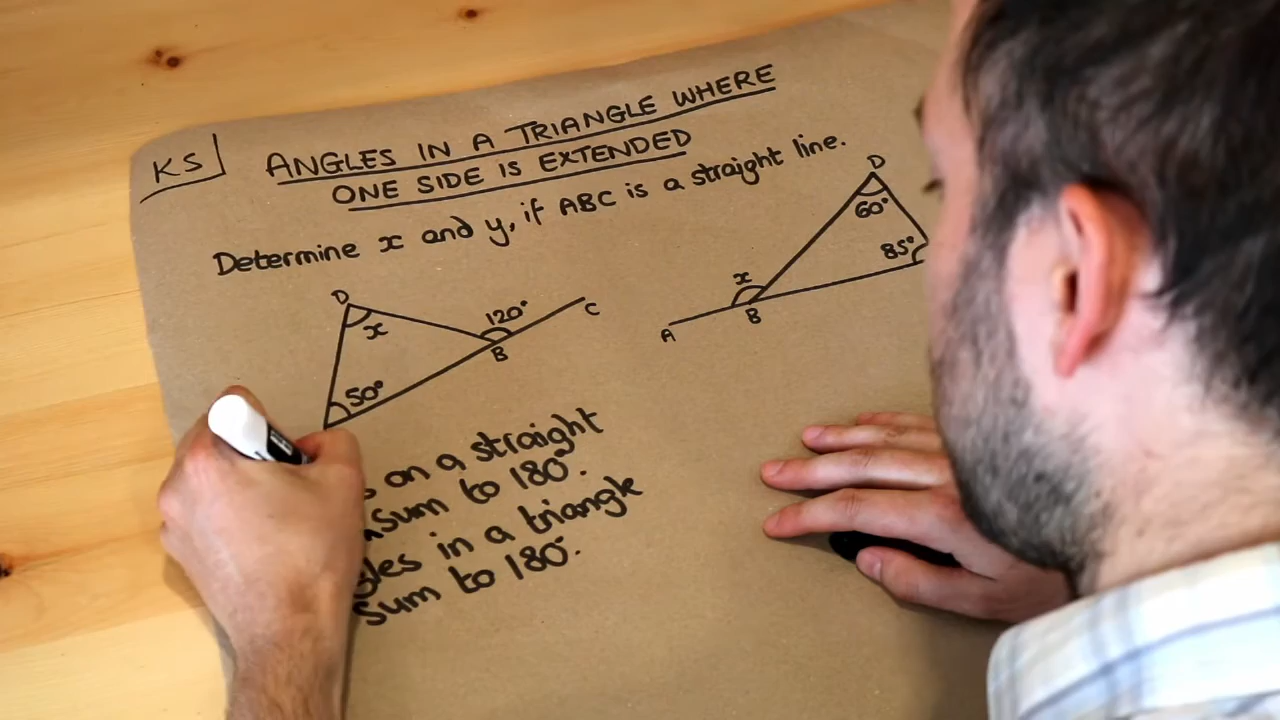 KS
ANGLES IN A TRIANGLE WHERE
ONE SIDE IS EXTENDED
Determine x and y, if ABC is a straight line.
D
x
120°
C
B
50°
D
60°
85°
x
B
A
on a straight
sum to 180°.
in a triangle
sum to 180°.